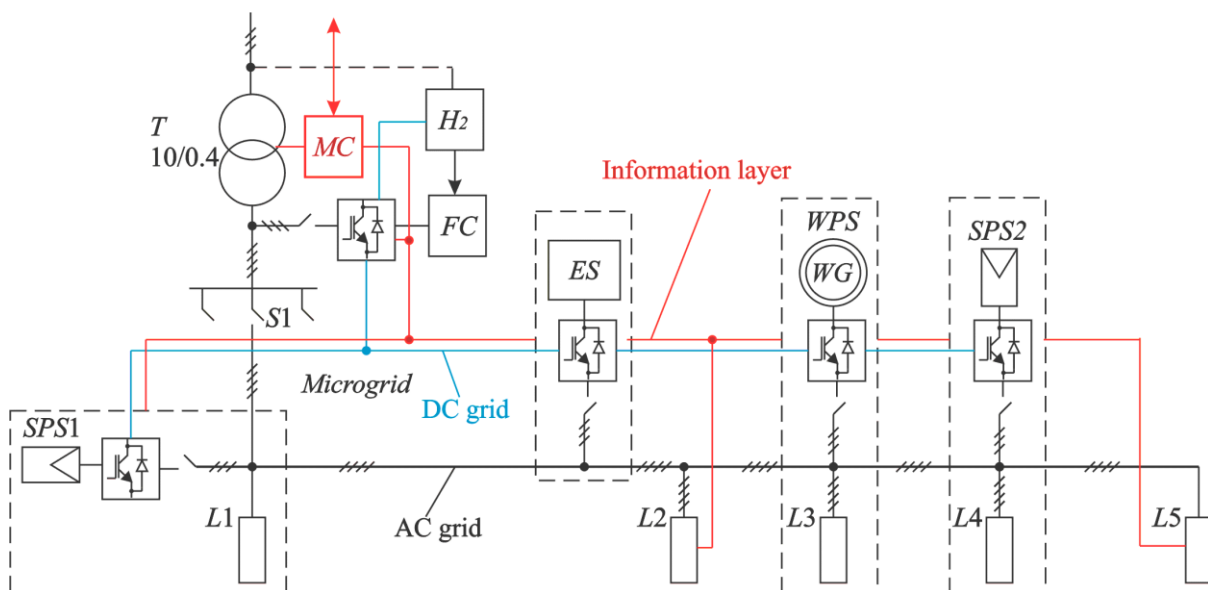 T
10/0.4
MC
H2
FC
Information layer
ES
WPS
WG
SPS2
S1
Microgrid
DC grid
SPS1
L1
AC grid
L2
L3
L4
L5